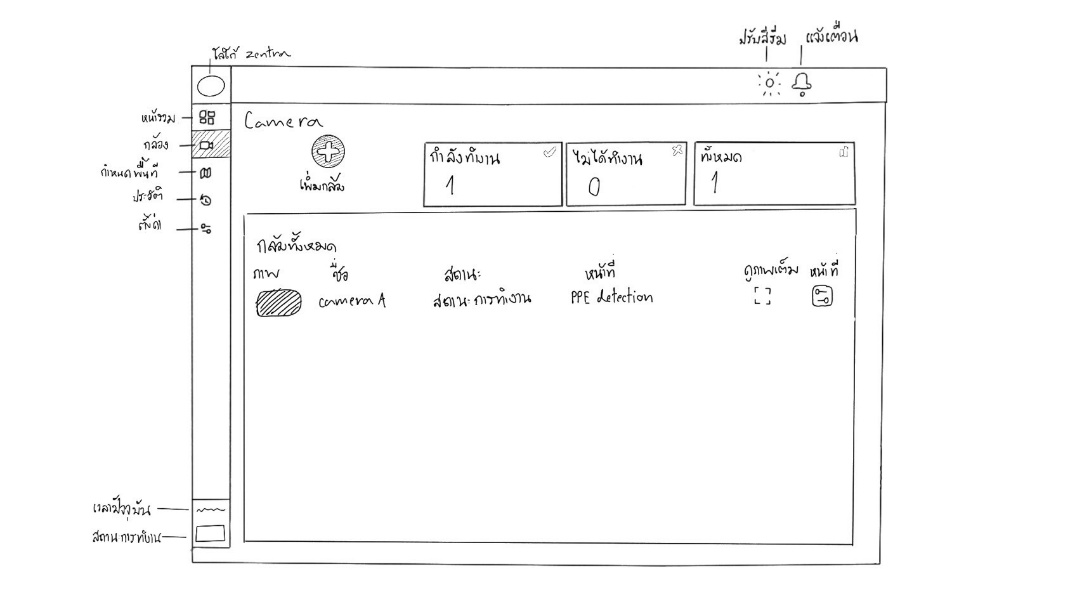 โลโก้ zentra
ปรับสีธีม
แจ้งเตือน
หน้ารวม
กล้อง
กำหนดพื้นที่
ประวัติ
ตั้งค่า
Camera
เพิ่มกล้อง
กำลังทำงาน
1
ไม่ได้ทำงาน
0
ทั้งหมด
1
กล้องทั้งหมด
ภาพ ชื่อ สถานะ หน้าที่ ดูภาพเต็ม หน้าที่
camera A สถานะการทำงาน PPE detection
เวลาปัจจุบัน
สถานะการทำงาน